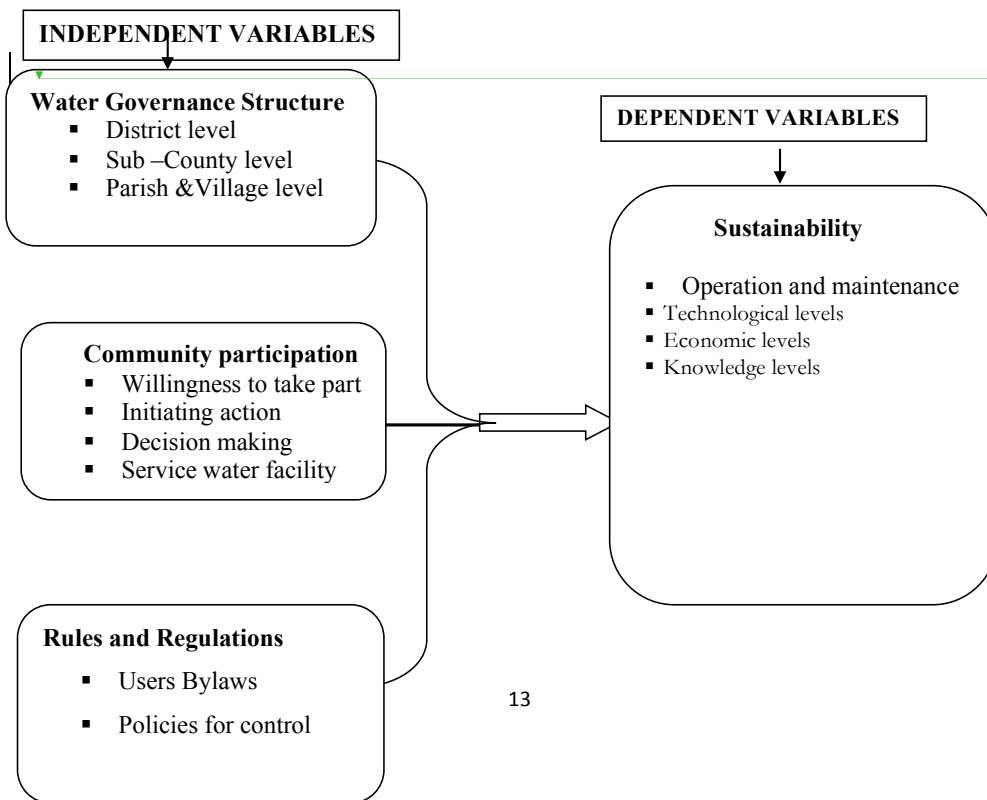 INDEPENDENT VARIABLES
Water Governance Structure
▪ District level
▪ Sub –County level
▪ Parish &Village level
DEPENDENT VARIABLES
Sustainability
▪ Operation and maintenance
▪ Technological levels
▪ Economic levels
▪ Knowledge levels
Community participation
▪ Willingness to take part
▪ Initiating action
▪ Decision making
▪ Service water facility
Rules and Regulations
▪ Users Bylaws
▪ Policies for control
13